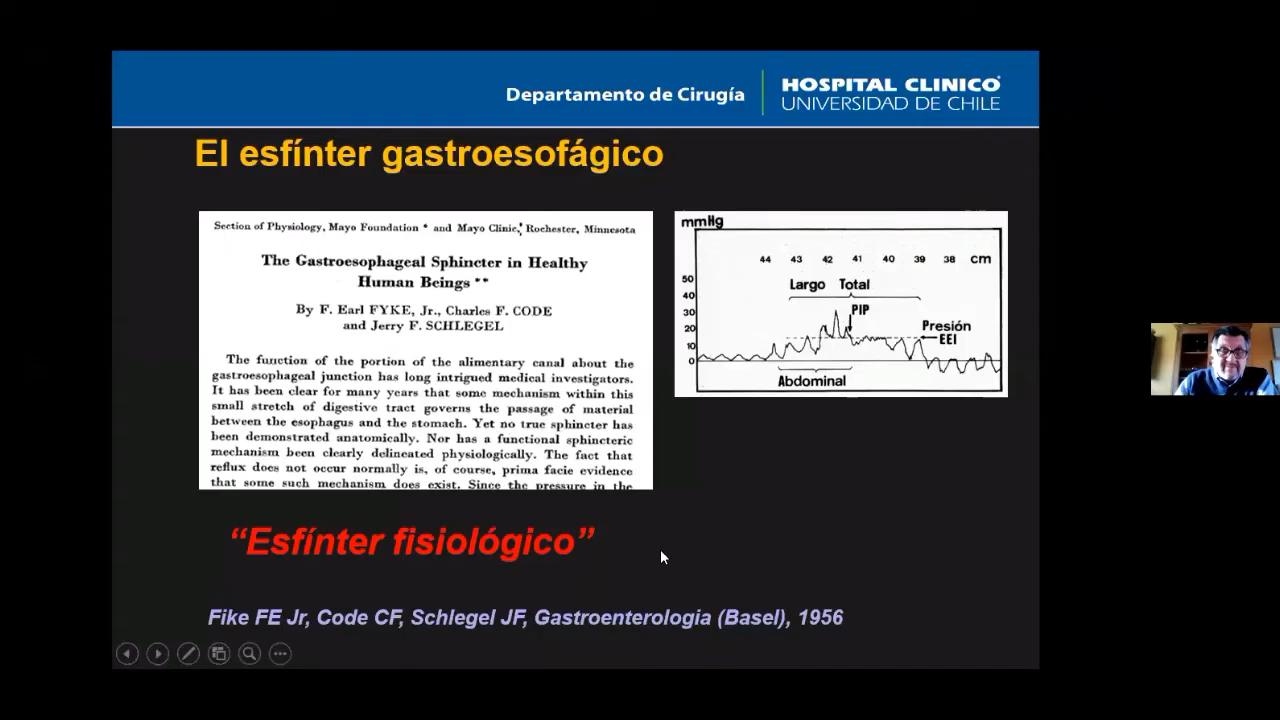 Departamento de Cirugía
HOSPITAL CLINICO
UNIVERSIDAD DE CHILE
El esfínter gastroesofágico
Section of Physiology, Mayo Foundation * and Mayo Clinic, Rochester, Minnesota
The Gastroesophageal Sphincter in Healthy
Human Beings **
By F. Earl FYKE, Jr., Charles F. CODE
and Jerry F. SCHLEGEL
The function of the portion of the alimentary canal about the
gastroesophageal junction has long intrigued medical investigators.
It has been clear for many years that some mechanism within this
small stretch of digestive tract governs the passage of material
between the esophagus and the stomach. Yet no true sphincter has
been demonstrated anatomically. Nor has a functional sphincteric
mechanism been clearly delineated physiologically. The fact that
reflux does not occur normally is, of course, prima facie evidence
that some such mechanism does exist. Since the pressure in the
mmHg
44 43 42 41 40 39 38 cm
50
40
30
20
10
0
Largo Total
PIP
Presión
EEI
Abdominal
“Esfínter fisiológico”
Fike FE Jr, Code CF, Schlegel JF, Gastroenterologia (Basel), 1956